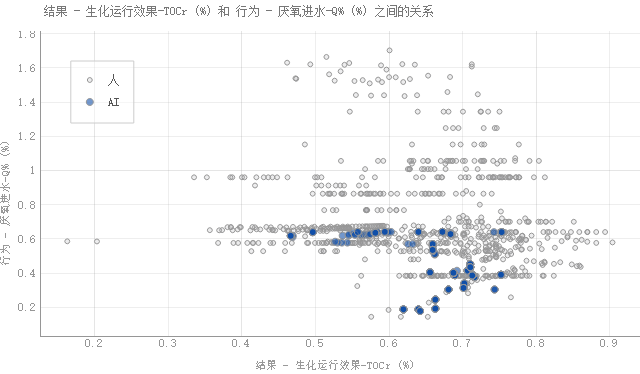 结果 - 生化运行效果-TOCr (%) 和 行为 - 厌氧进水-Q% (%) 之间的关系
1.8
1.6
1.4
1.2
1
0.8
0.6
0.4
0.2
人
AI
行为 - 厌氧进水-Q% (%)
0.2 0.3 0.4 0.5 0.6 0.7 0.8 0.9
结果 - 生化运行效果-TOCr (%)